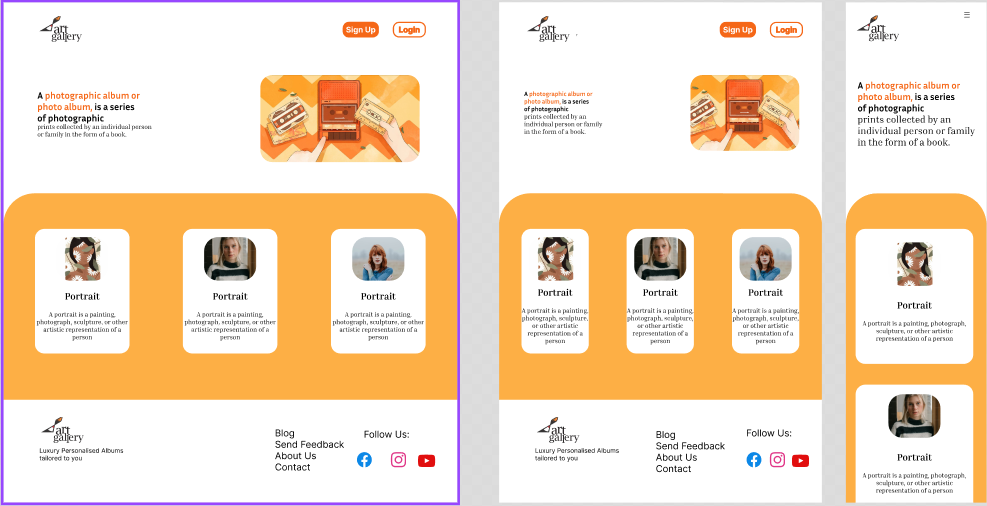 art
gallery
Sign Up
Login
A photographic album or
photo album, is a series
of photographic
prints collected by an individual person
or family in the form of a book.
Portrait
A portrait is a painting,
photograph, sculpture, or other
artistic representation of a
person
Portrait
A portrait is a painting,
photograph, sculpture, or other
artistic representation of a
person
Portrait
A portrait is a painting,
photograph, sculpture, or other
artistic representation of a
person
art
gallery
Luxury Personalised Albums
tailored to you
Blog
Send Feedback
About Us
Contact
Follow Us:
art
gallery
Sign Up
Login
A photographic album or
photo album, is a series
of photographic
prints collected by an
individual person or family
in the form of a book.
Portrait
A portrait is a painting,
photograph, sculpture,
or other artistic
representation of a
person
Portrait
A portrait is a painting,
photograph, sculpture,
or other artistic
representation of a
person
Portrait
A portrait is a painting,
photograph, sculpture,
or other artistic
representation of a
person
art
gallery
Luxury Personalised Albums
tailored to you
Blog
Send Feedback
About Us
Contact
Follow Us:
art
gallery
A photographic album or
photo album, is a series
of photographic
prints collected by an
individual person or family
in the form of a book.
Portrait
A portrait is a painting, photograph,
sculpture, or other artistic
representation of a person
Portrait
A portrait is a painting, photograph,
sculpture, or other artistic
representation of a person